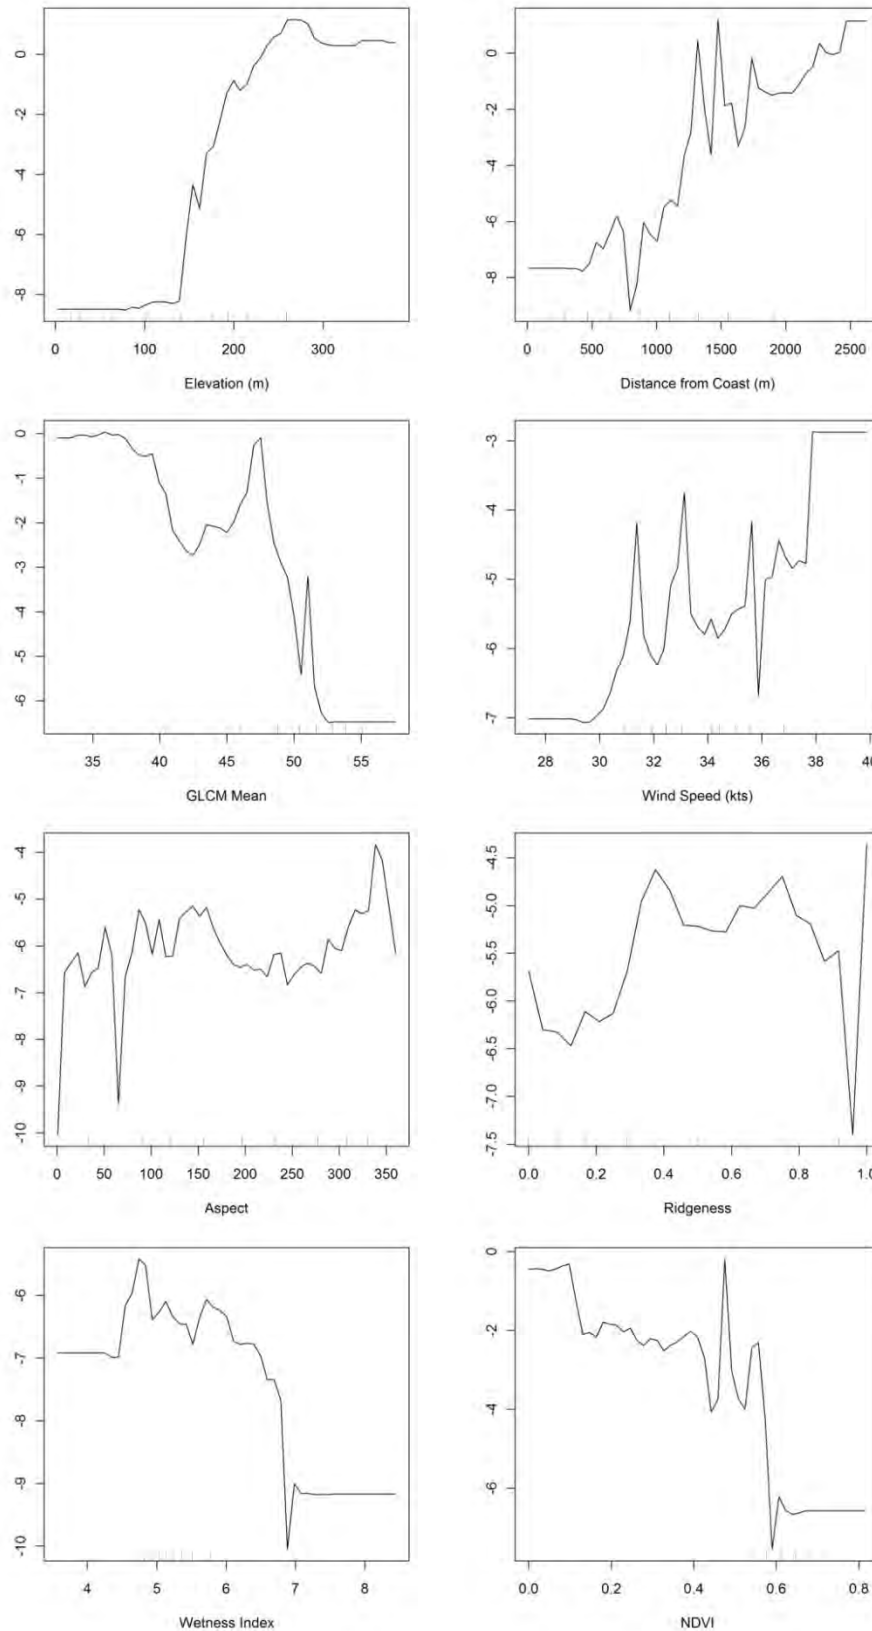 0
-2
-4
-6
-8
0 100 200 300
Elevation (m)
0
-2
-4
-6
-8
0 500 1000 1500 2000 2500
Distance from Coast (m)
0
-1
-2
-3
-4
-5
-6
35 40 45 50 55
GLCM Mean
-3
-4
-5
-6
-7
28 30 32 34 36 38 40
Wind Speed (kts)
-4
-5
-6
-7
-8
-9
-10
0 50 100 150 200 250 300 350
Aspect
-4.5
-5.0
-5.5
-6.0
-6.5
-7.0
-7.5
0.0 0.2 0.4 0.6 0.8 1.0
Ridgeness
-6
-7
-8
-9
-10
4 5 6 7 8
Wetness Index
0
-2
-4
-6
0.0 0.2 0.4 0.6 0.8
NDVI